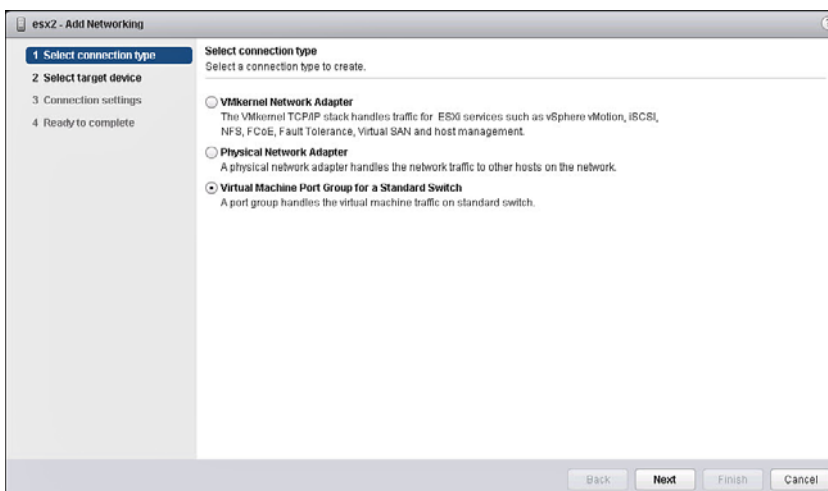 esx2 - Add Networking
1 Select connection type
2 Select target device
3 Connection settings
4 Ready to complete
Select connection type
Select a connection type to create.
VMkernel Network Adapter
The VMkernel TCP/IP stack handles traffic for ESXi services such as vSphere vMotion, iSCSI,
NFS, FCoE, Fault Tolerance, Virtual SAN and host management.
Physical Network Adapter
A physical network adapter handles the network traffic to other hosts on the network.
Virtual Machine Port Group for a Standard Switch
A port group handles the virtual machine traffic on standard switch.
Back Next Finish Cancel